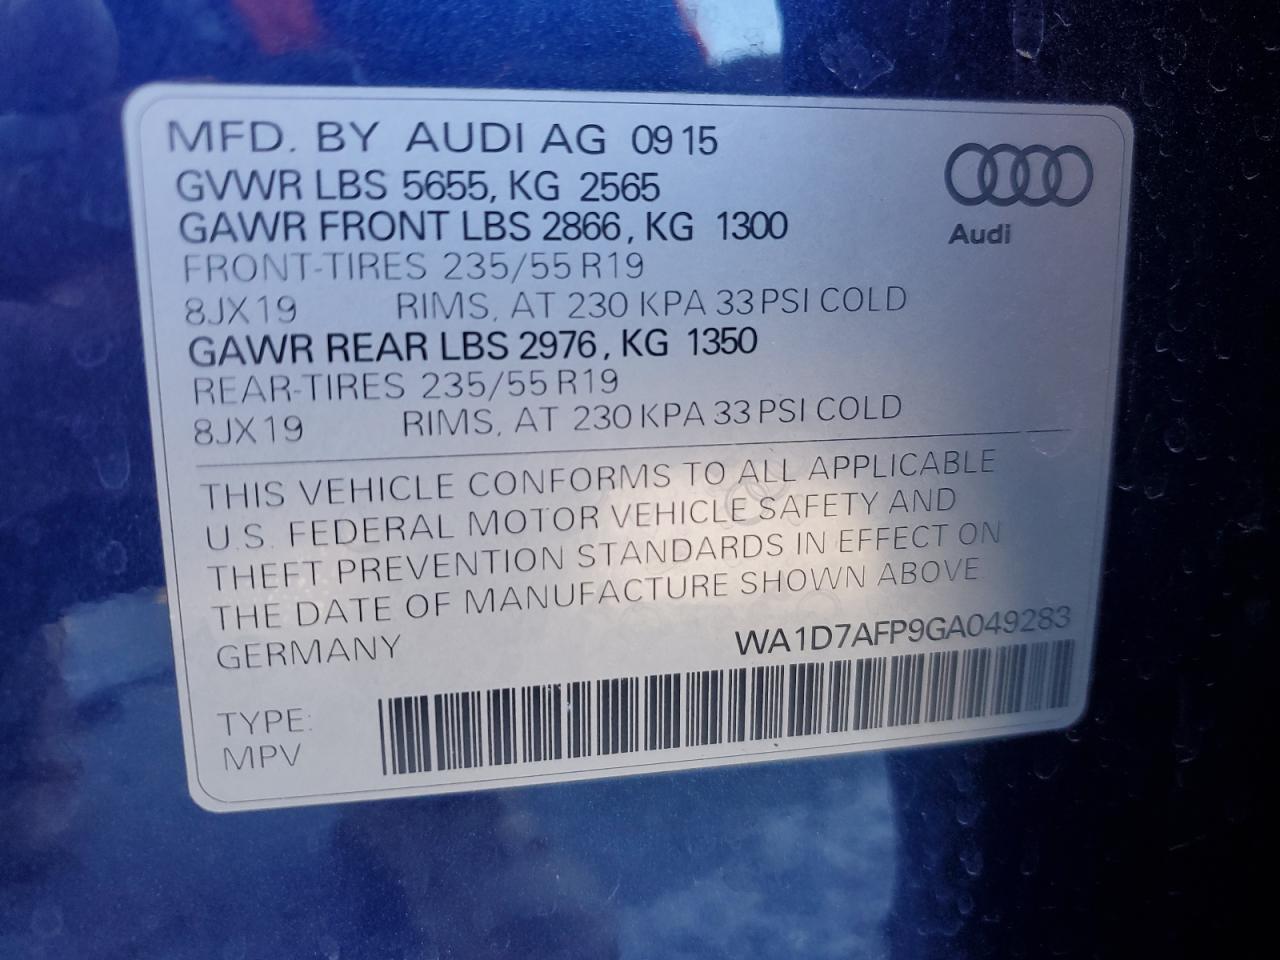 MFD. BY AUDI AG 09 15
GVWR LBS 5655, KG 2565
GAWR FRONT LBS 2866, KG 1300
FRONT-TIRES 235/55 R19
8JX19 RIMS, AT 230 KPA 33 PSI COLD
GAWR REAR LBS 2976, KG 1350
REAR-TIRES 235/55 R19
8JX19 RIMS, AT 230 KPA 33 PSI COLD
Audi
THIS VEHICLE CONFORMS TO ALL APPLICABLE
U.S. FEDERAL MOTOR VEHICLE SAFETY AND
THEFT PREVENTION STANDARDS IN EFFECT ON
THE DATE OF MANUFACTURE SHOWN ABOVE
GERMANY WA1D7AFP9GA049283
TYPE:
MPV